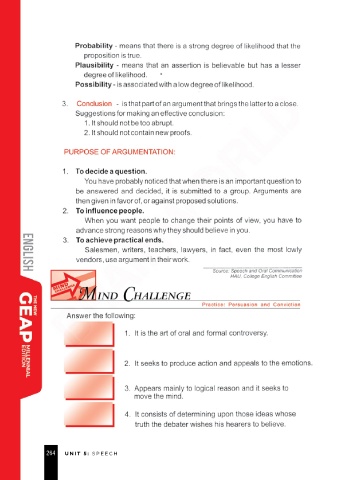 Probability - means that there is a strong degree of likelihood that the
proposition is true.
Plausibility - means that an assertion is believable but has a lesser
degree of likelihood.
Possibility - is associated with a low degree of likelihood.
3. Conclusion - is that part of an argument that brings the latter to a close.
Suggestions for making an effective conclusion:
1. It should not be too abrupt.
2. It should not contain new proofs.
PURPOSE OF ARGUMENTATION:
1. To decide a question.
You have probably noticed that when there is an important question to
be answered and decided, it is submitted to a group. Arguments are
then given in favor of, or against proposed solutions.
2. To influence people.
When you want people to change their points of view, you have to
advance strong reasons why they should believe in you.
3. To achieve practical ends.
Salesmen, writers, teachers, lawyers, in fact, even the most lowly
vendors, use argument in their work.
Source: Speech and Oral Communication
HAU: College English Committee
ENGLISH
THE NEW
GEAP
MILLENNIAL
EDITION
MIND
MIND CHALLENGE
Practice: Persuasion and Conviction
Answer the following:
1. It is the art of oral and formal controversy.
2. It seeks to produce action and appeals to the emotions.
3. Appears mainly to logical reason and it seeks to
move the mind.
4. It consists of determining upon those ideas whose
truth the debater wishes his hearers to believe.
264 UNIT 5: SPEECH